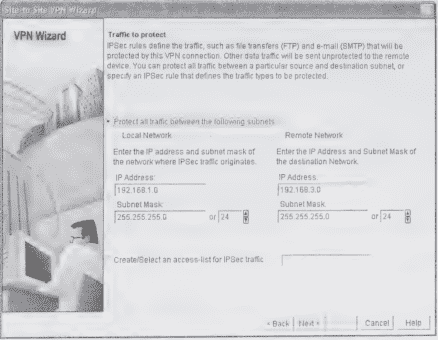 Site-to-Site VPN Wizard
VPN Wizard
Traffic to protect
IPSec rules define the traffic, such as file transfers (FTP) and e-mail (SMTP) that will be
protected by this VPN connection. Other data traffic will be sent unprotected to the remote
device. You can protect all traffic between a particular source and destination subnet, or
specify an IPSec rule that defines the traffic types to be protected.
Protect all traffic between the following subnets
Local Network
Remote Network
Enter the IP address and subnet mask of
the network where IPSec traffic originates.
Enter the IP Address and Subnet Mask of
the destination Network.
IP Address:
192.168.1.0
IP Address:
192.168.3.0
Subnet Mask:
255.255.255.0 or 24
Subnet Mask:
255.255.255.0 or 24
Create/Select an access-list for IPSec traffic
< Back Next > Cancel Help